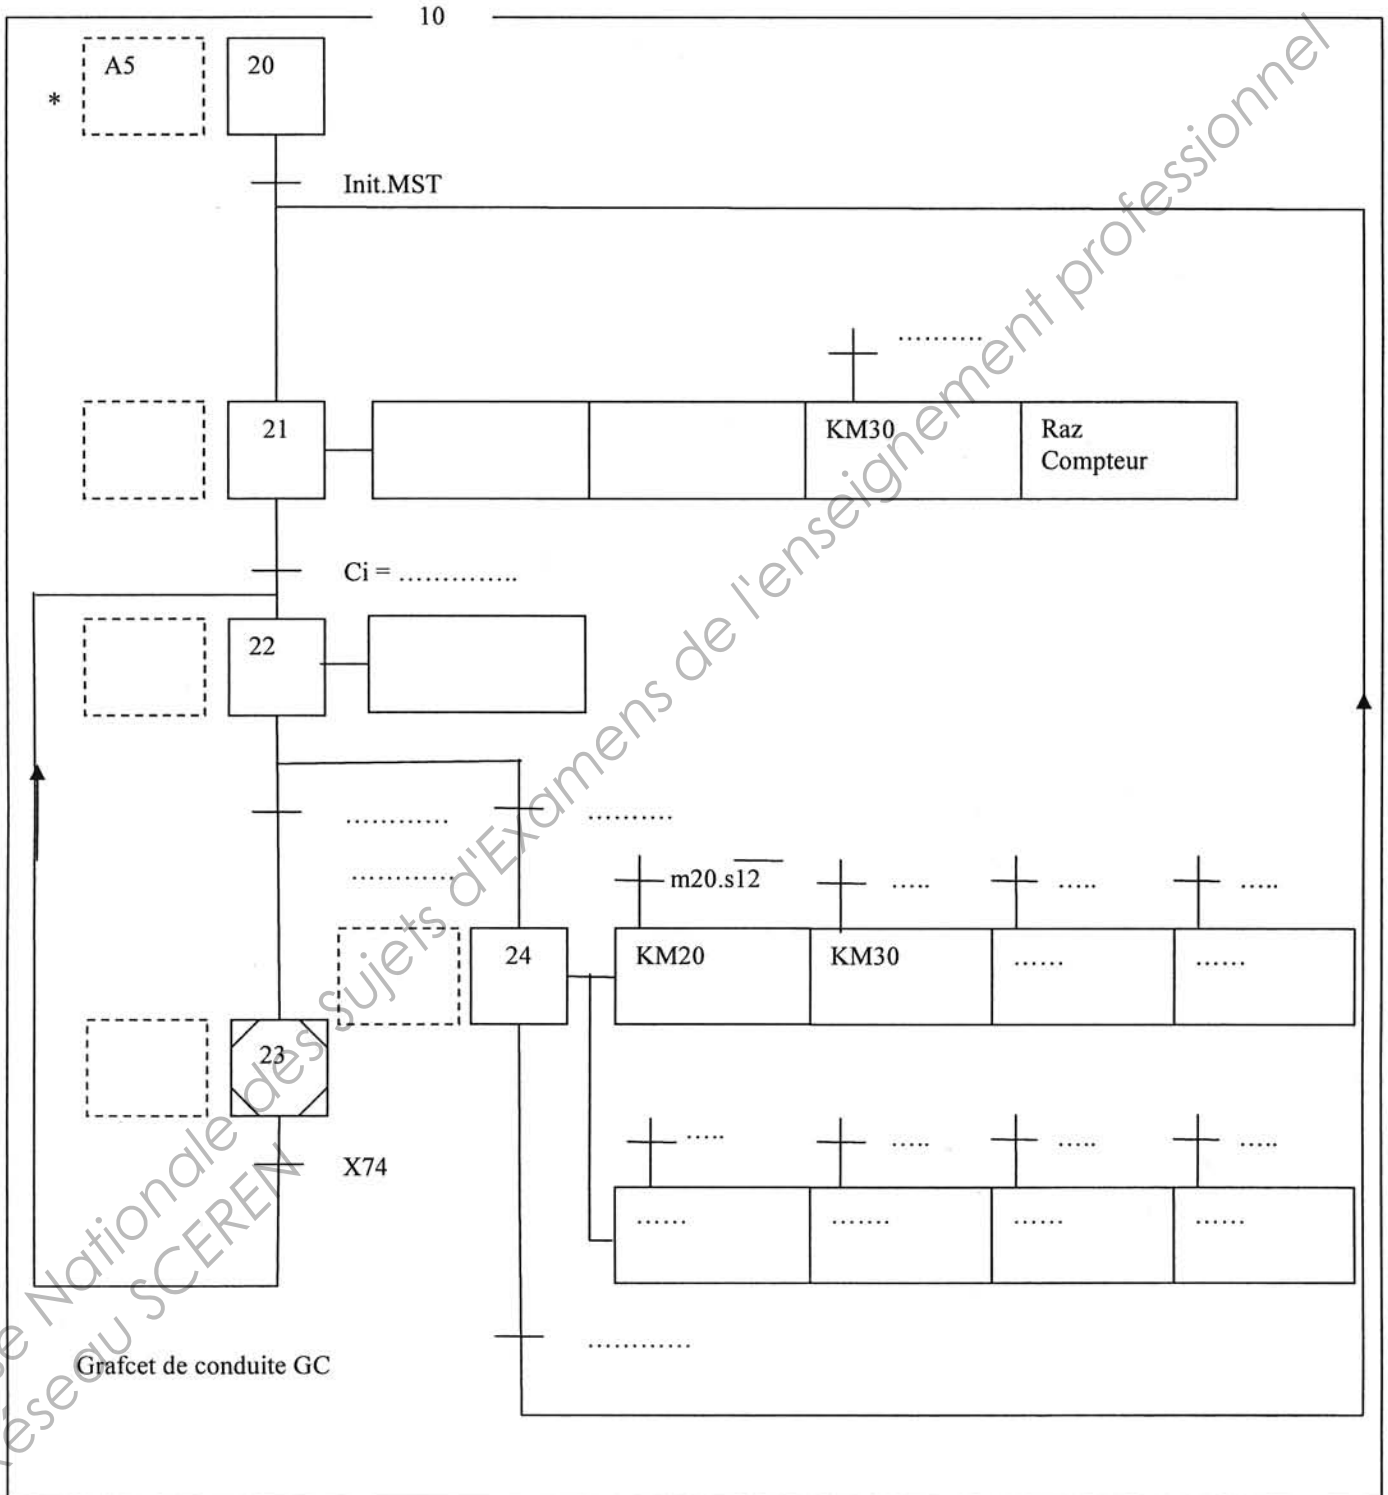 10
A5
20
*
Init.MST
..........
21
KM30
Raz
Compteur
Ci = ..............
22
............
..........
............
m20.s12
.....
.....
.....
24
KM20
KM30
......
......
23
.....
.....
.....
.....
X74
......
.......
......
......
............
Grafcet de conduite GC
se Nationale des Sujets d'Examens de l'enseignement professionnel
Réseau SCEREN